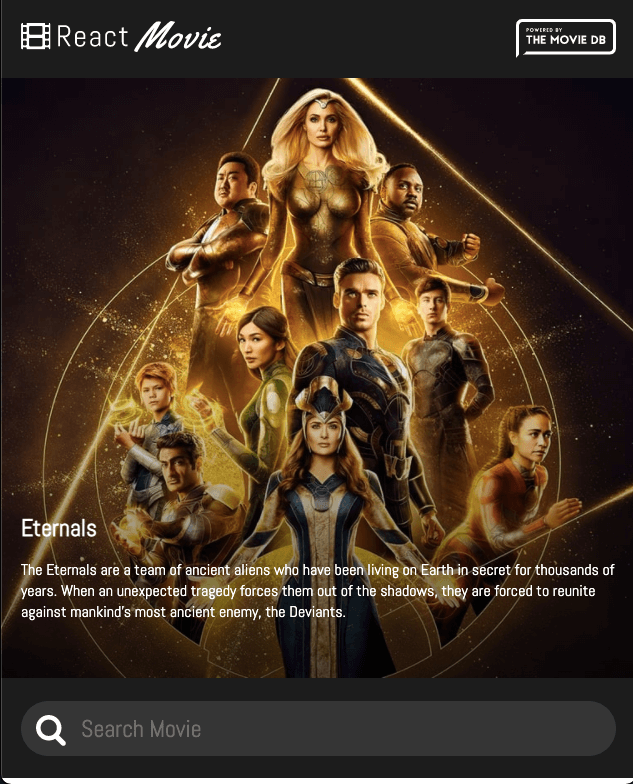 React Movie
POWERED BY
THE MOVIE DB
Eternals
The Eternals are a team of ancient aliens who have been living on Earth in secret for thousands of
years. When an unexpected tragedy forces them out of the shadows, they are forced to reunite
against mankind's most ancient enemy, the Deviants.
Search Movie